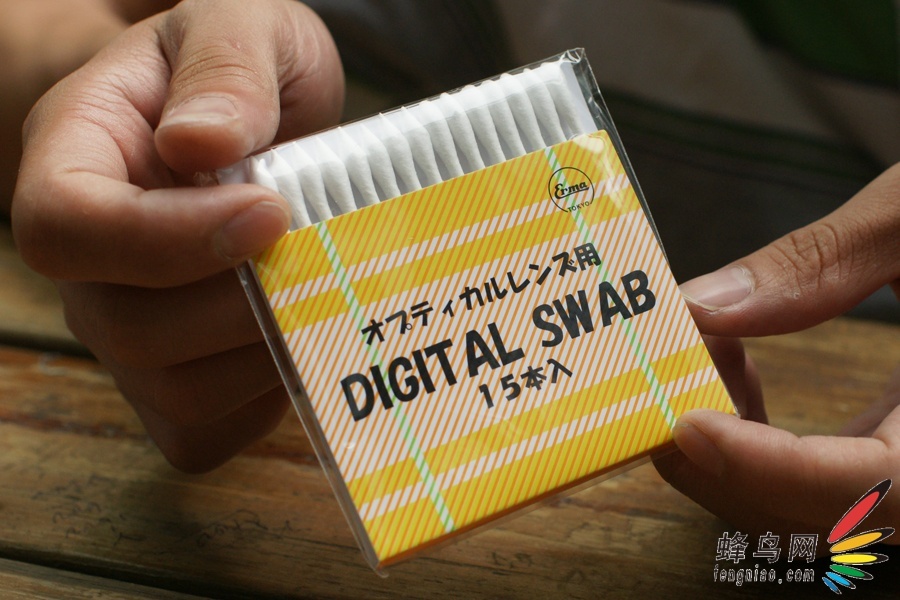 Erma
TOKYO
オプティカルレンズ用
DIGITAL SWAB
15本入
蜂鸟网
fengniao.com